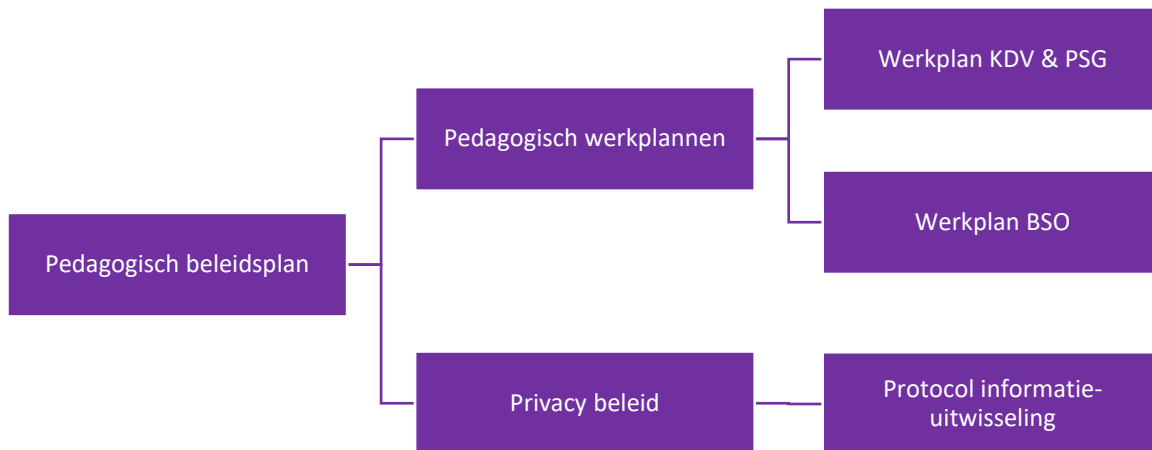 Pedagogisch beleidsplan
Pedagogisch werkplannen
Werkplan KDV & PSG
Werkplan BSO
Privacy beleid
Protocol informatie-
uitwisseling